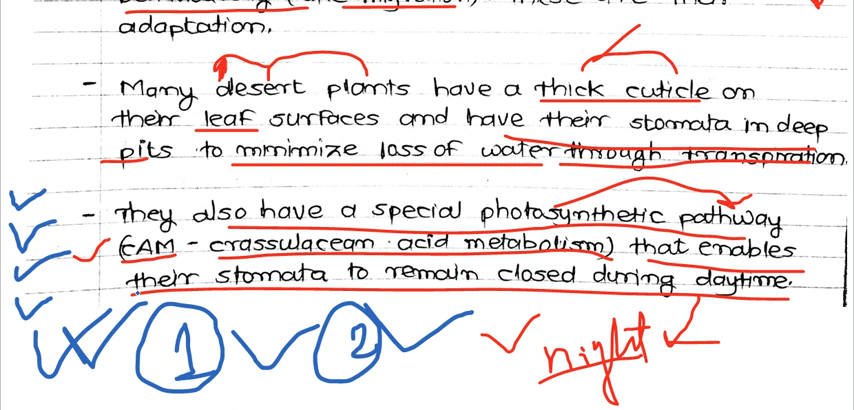 adaptation.
- Many desert plants have a thick cuticle on
their leaf surfaces and have their stomata in deep
pits to minimize loss of water through transpiration.
- They also have a special photosynthetic pathway
(CAM - crassulacean acid metabolism) that enables
their stomata to remain closed during daytime.
1 2 night